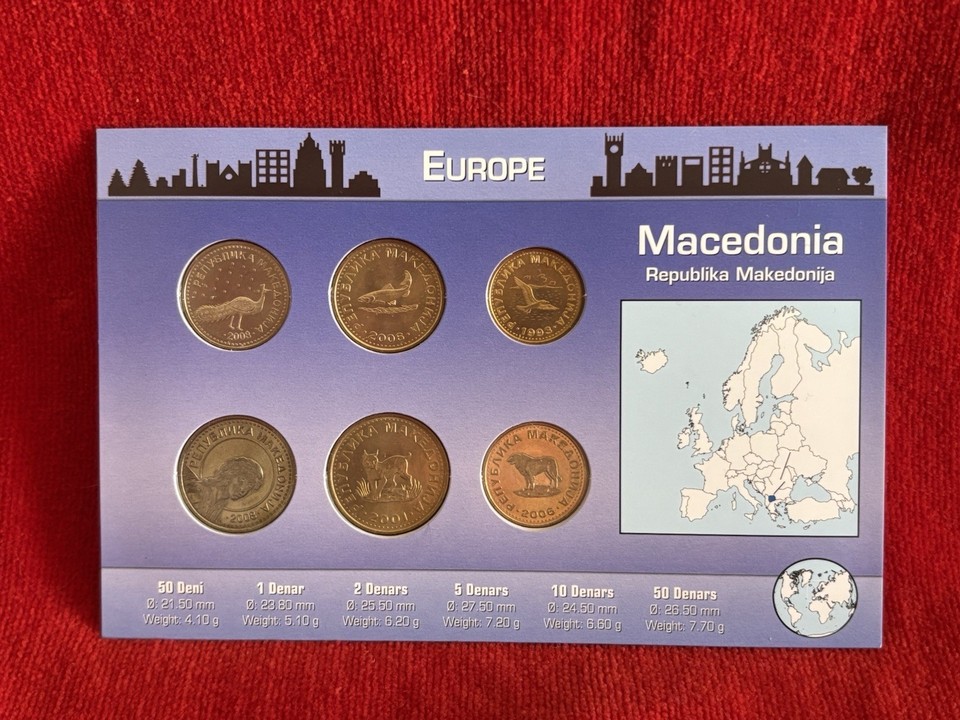 EUROPE
Macedonia
Republika Makedonija
РЕПУБЛИКА МАКЕДОНИЈА
2008
РЕПУБЛИКА МАКЕДОНИЈА
·2006·
РЕПУБЛИКА МАКЕДОНИЈА
·1993·
РЕПУБЛИКА МАКЕДОНИЈА
·2008·
РЕПУБЛИКА МАКЕДОНИЈА
·2001·
РЕПУБЛИКА МАКЕДОНИЈА
·2006·
50 Deni 1 Denar 2 Denars 5 Denars 10 Denars 50 Denars
Ø: 21.50 mm Ø: 23.80 mm Ø: 25.50 mm Ø: 27.50 mm Ø: 24.50 mm Ø: 26.50 mm
Weight: 4.10 g Weight: 5.10 g Weight: 6.20 g Weight: 7.20 g Weight: 6.60 g Weight: 7.70 g